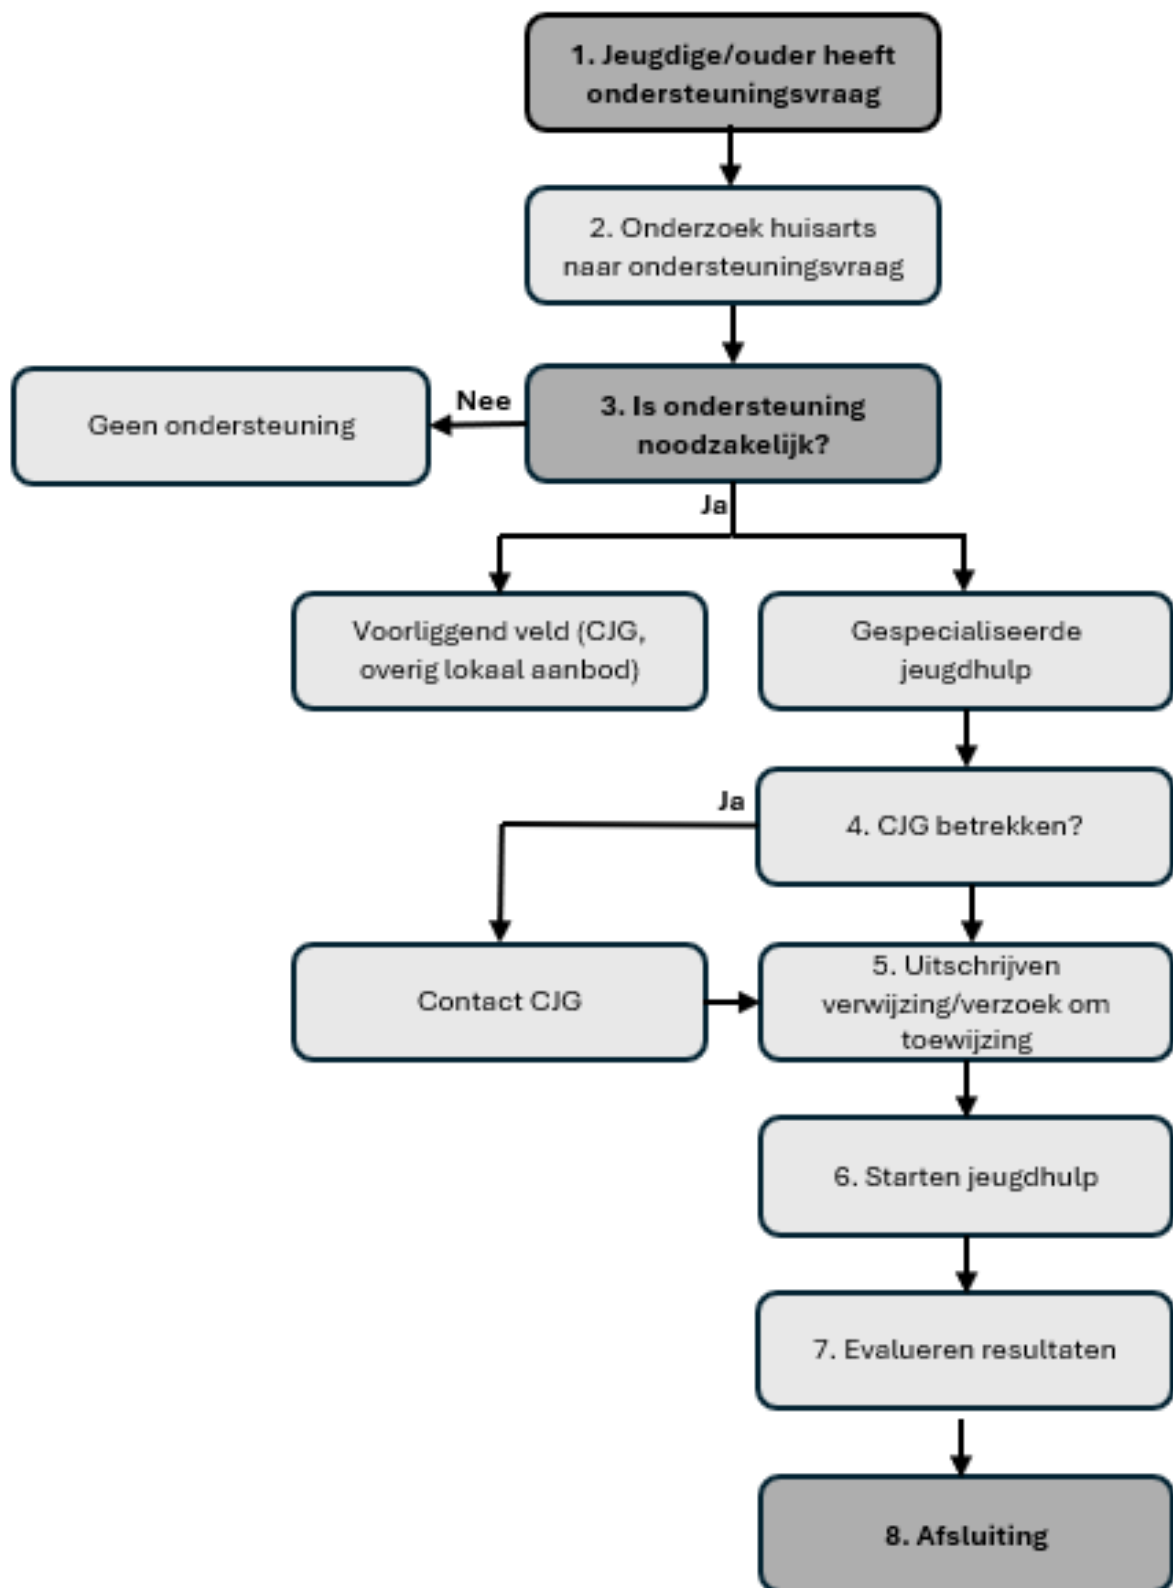 1. Jeugdige/ouder heeft
ondersteuningsvraag
2. Onderzoek huisarts
naar ondersteuningsvraag
Nee
Geen ondersteuning
3. Is ondersteuning
noodzakelijk?
Ja
Voorliggend veld (CJG,
overig lokaal aanbod)
Gespecialiseerde
jeugdhulp
Ja
4. CJG betrekken?
Contact CJG
5. Uitschrijven
verwijzing/verzoek om
toewijzing
6. Starten jeugdhulp
7. Evalueren resultaten
8. Afsluiting